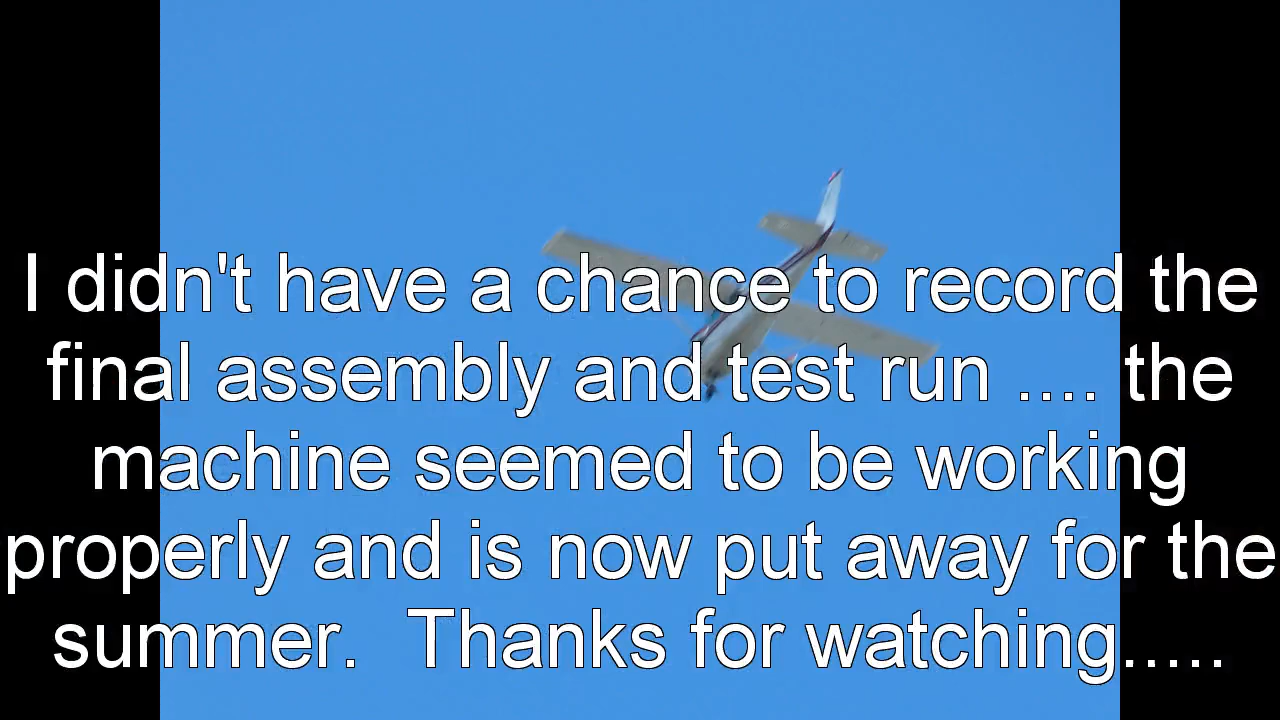 I didn't have a chance to record the
final assembly and test run .... the
machine seemed to be working
properly and is now put away for the
summer.  Thanks for watching.....